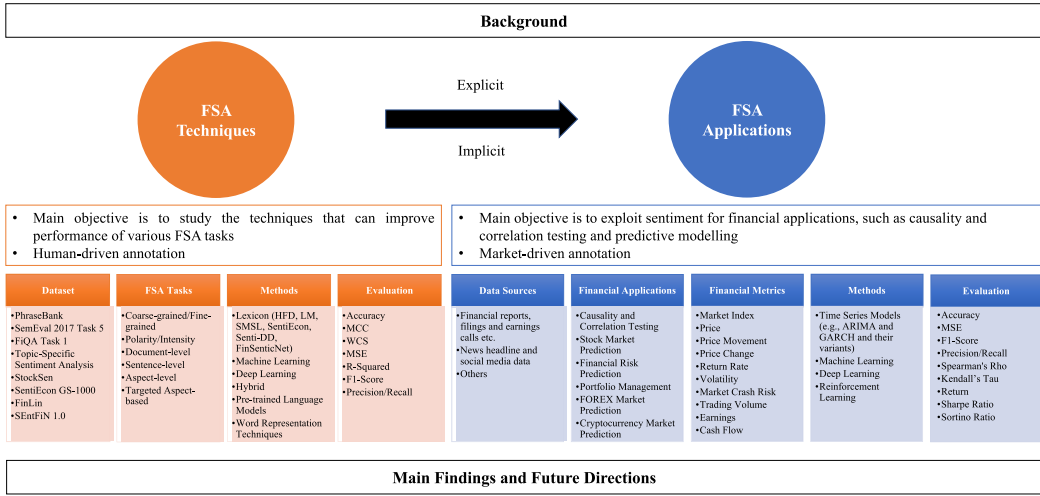 Background
FSA
Techniques
Explicit
Implicit
FSA
Applications
• Main objective is to study the techniques that can improve
performance of various FSA tasks
• Human-driven annotation
• Main objective is to exploit sentiment for financial applications, such as causality and
correlation testing and predictive modelling
• Market-driven annotation
Dataset
•PhraseBank
•SemEval 2017 Task 5
•FiQA Task 1
•Topic-Specific
Sentiment Analysis
•StockSen
•SentiEcon GS-1000
•FinLin
•SEntFiN 1.0
FSA Tasks
•Coarse-grained/Fine-
grained
•Polarity/Intensity
•Document-level
•Sentence-level
•Aspect-level
•Targeted Aspect-
based
Methods
•Lexicon (HFD, LM,
SMSL, SentiEcon,
Senti-DD,
FinSenticNet)
•Machine Learning
•Deep Learning
•Hybrid
•Pre-trained Language
Models
•Word Representation
Techniques
Evaluation
•Accuracy
•MCC
•WCS
•MSE
•R-Squared
•F1-Score
•Precision/Recall
Data Sources
•Financial reports,
filings and earnings
calls etc.
•News headline and
social media data
•Others
Financial Applications
•Causality and
Correlation Testing
•Stock Market
Prediction
•Financial Risk
Prediction
•Portfolio Management
•FOREX Market
Prediction
•Cryptocurrency Market
Prediction
Financial Metrics
•Market Index
•Price
•Price Movement
•Price Change
•Return Rate
•Volatility
•Market Crash Risk
•Trading Volume
•Earnings
•Cash Flow
Methods
•Time Series Models
(e.g., ARIMA and
GARCH and their
variants)
•Machine Learning
•Deep Learning
•Reinforcement
Learning
Evaluation
•Accuracy
•MSE
•F1-Score
•Precision/Recall
•Spearman's Rho
•Kendall's Tau
•Return
•Sharpe Ratio
•Sortino Ratio
Main Findings and Future Directions